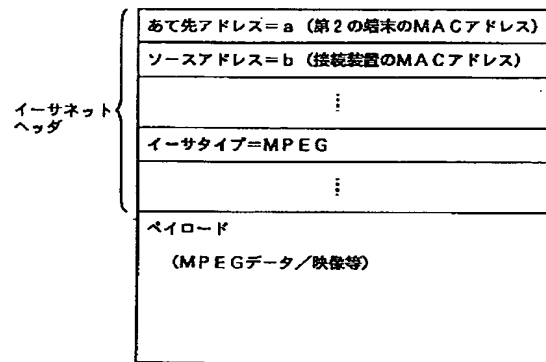 あて先アドレス=a (第2の端末のMACアドレス)
ソースアドレス=b (接続装置のMACアドレス)
イーサネット
ヘッダ
イーサタイプ=MPEG
ペイロード
(MPEGデータ/映像等)